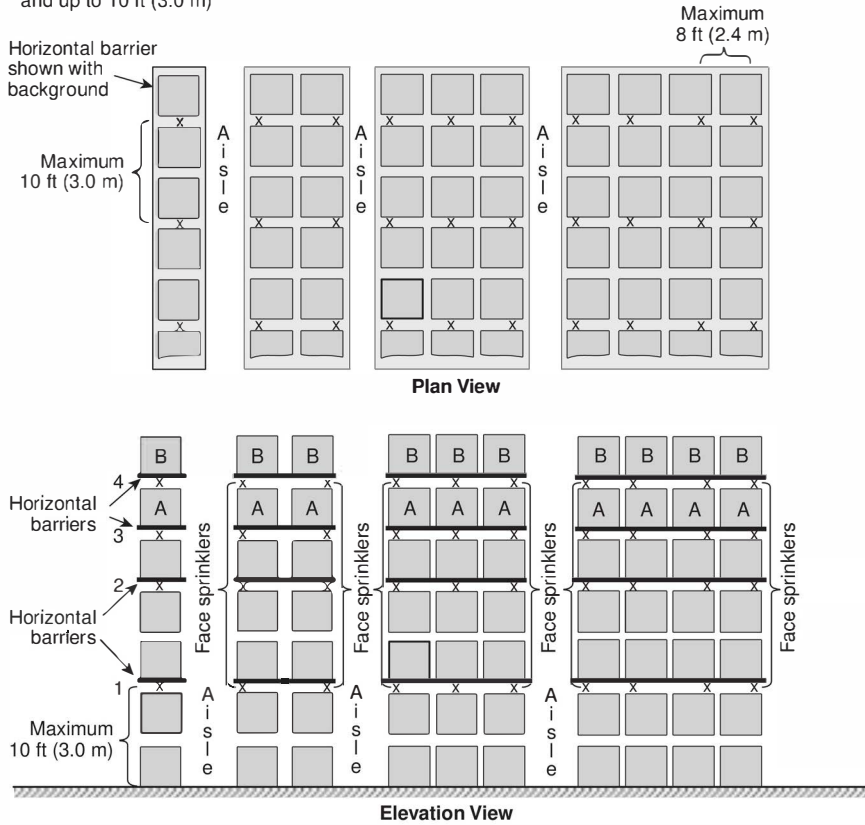 and up to 10 ft (3.0 m)
Maximum
8 ft (2.4 m)
Horizontal barrier
shown with
background
x
x x
x x x
x x x x
Maximum
10 ft (3.0 m)
Aisle
Aisle
Aisle
x
x x
x x x
x x x x
x
x x
x x x
x x x x
Plan View
B
B B
B B B
B B B B
4
x
x x
x x x
x x x x
Horizontal
barriers
A
A A
A A A
A A A A
3
x
x x
x x x
x x x x
Face sprinklers
Face sprinklers
Face sprinklers
Face sprinklers
2
x
x x
x x x
x x x x
Horizontal
barriers
1
x
x x
x x x
x x x x
Maximum
10 ft (3.0 m)
Aisle
Aisle
Aisle
Elevation View